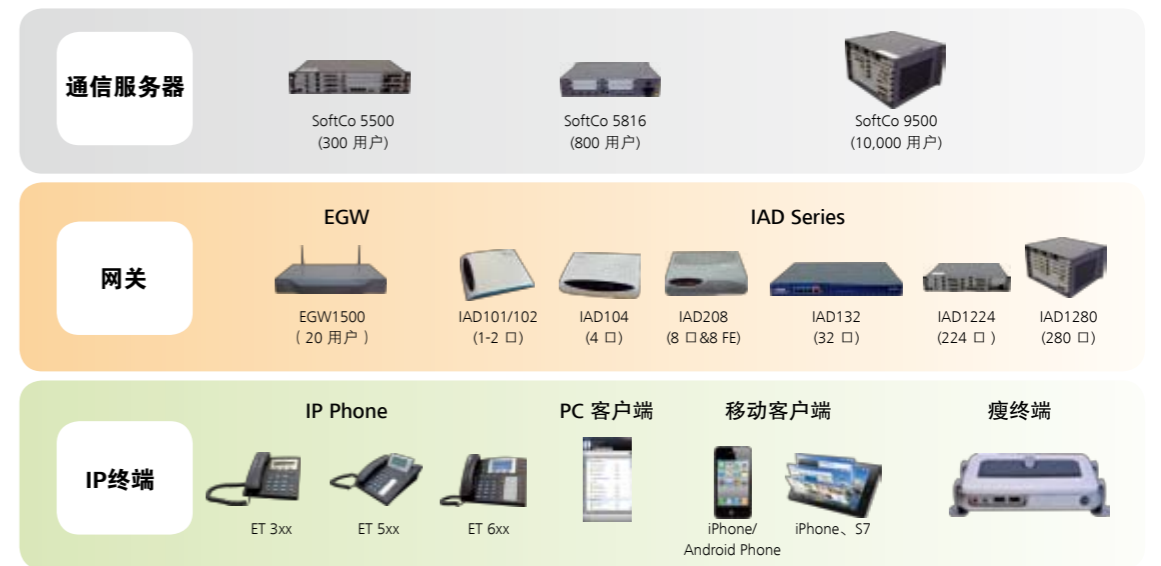 通信服务器
SoftCo 5500
(300 用户)
SoftCo 5816
(800 用户)
SoftCo 9500
(10,000 用户)
网关
EGW
IAD Series
EGW1500
( 20 用户 )
IAD101/102
(1-2 口)
IAD104
(4 口)
IAD208
(8 口&8 FE)
IAD132
(32 口)
IAD1224
(224 口 )
IAD1280
(280 口)
IP终端
IP Phone
PC 客户端
移动客户端
瘦终端
ET 3xx
ET 5xx
ET 6xx
iPhone/
Android Phone
iPhone、S7